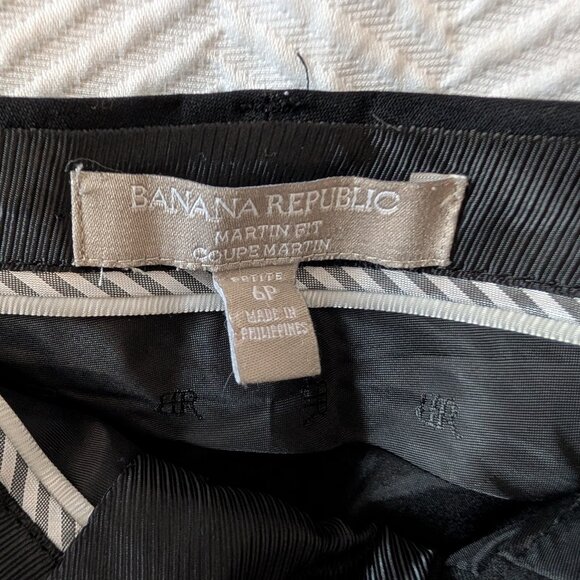 BANANA REPUBLIC
MARTIN FIT
COUPE MARTIN
PETITE
6P
MADE IN
PHILIPPINES
BR BR BR